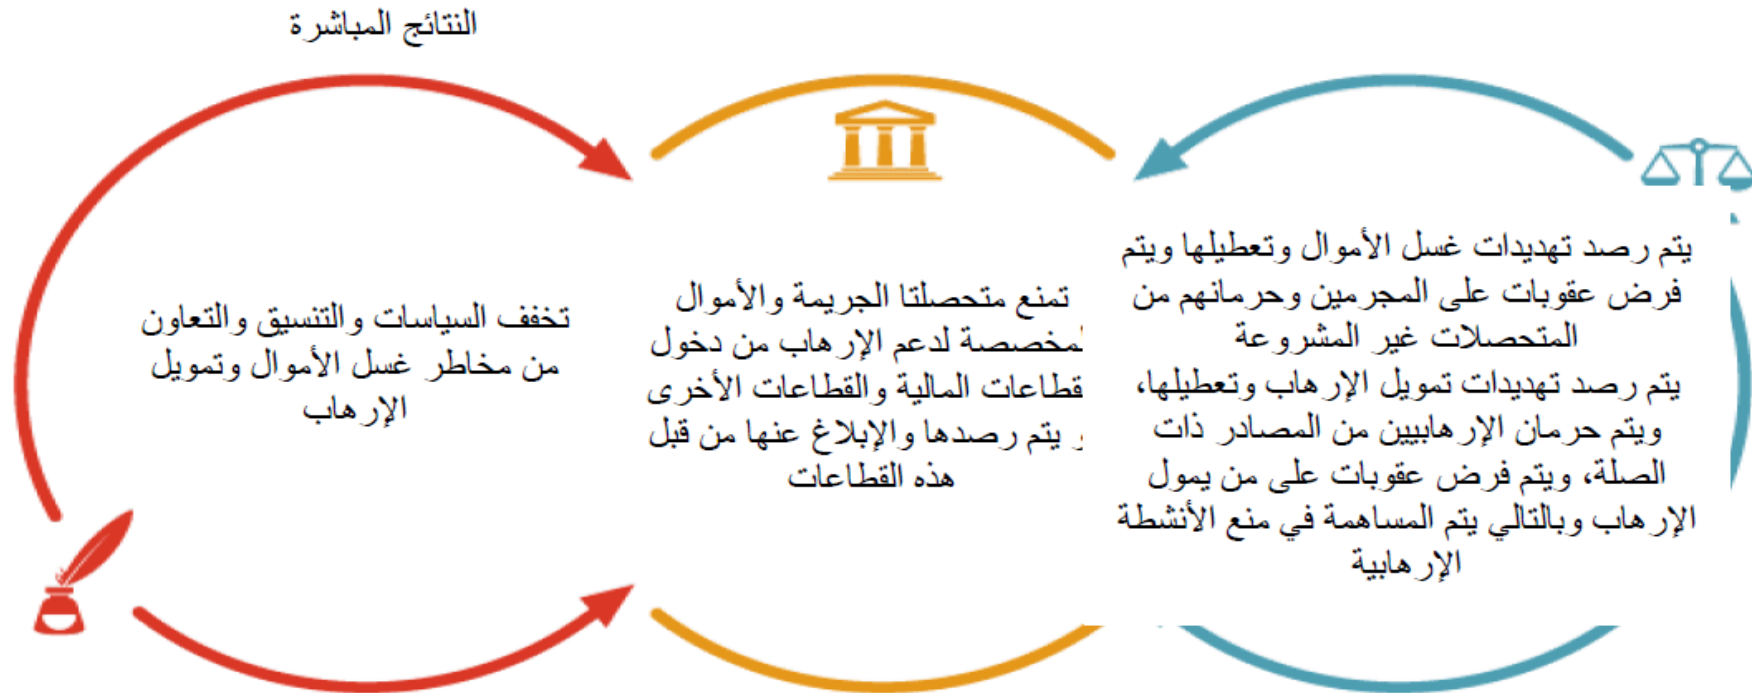 النتائج المباشرة
تخفف السياسات والتنسيق والتعاون
من مخاطر غسل الأموال وتمويل
الإرهاب
تمنع متحصلتا الجريمة والأموال
لمخصصة لدعم الإرهاب من دخول
قطاعات المالية والقطاعات الأخرى
و يتم رصدها والإبلاغ عنها من قبل
هذه القطاعات
يتم رصد تهديدات غسل الأموال وتعطيلها ويتم
فرض عقوبات على المجرمين وحرمانهم من
المتحصلات غير المشروعة
يتم رصد تهديدات تمويل الإرهاب وتعطيلها،
ويتم حرمان الإرهابيين من المصادر ذات
الصلة، ويتم فرض عقوبات على من يمول
الإرهاب وبالتالي يتم المساهمة في منع الأنشطة
الإرهابية